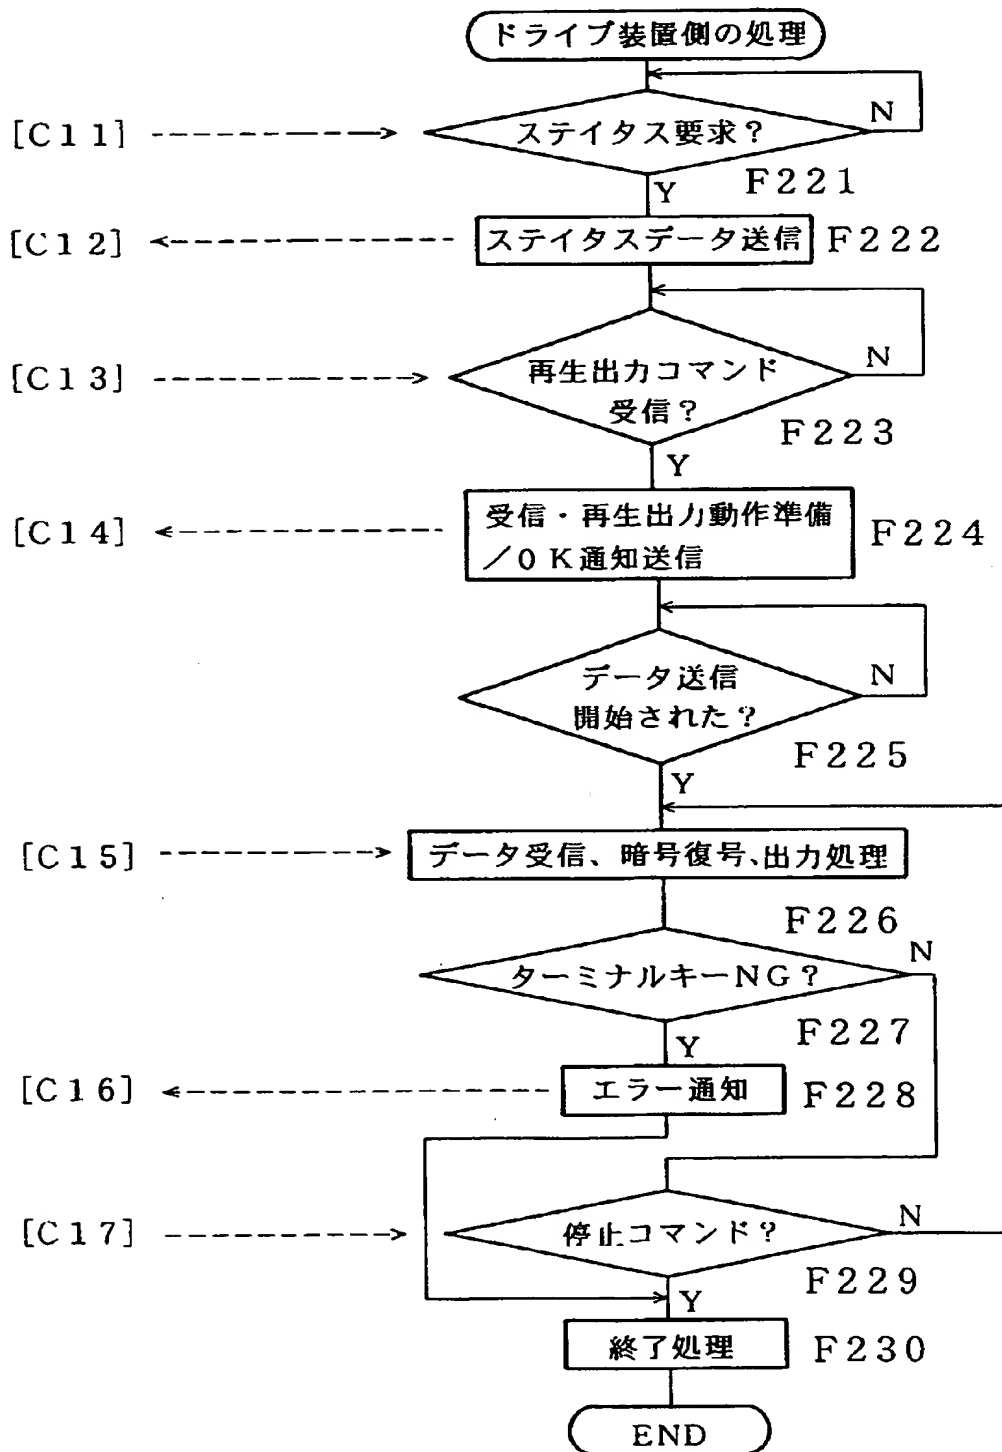 ドライブ装置側の処理
N
[C11]
ステイタス要求？
Y
F221
[C12]
ステイタスデータ送信
F222
N
[C13]
再生出力コマンド
受信？
F223
Y
[C14]
受信・再生出力動作準備
／OK通知送信
F224
N
データ送信
開始された？
F225
Y
[C15]
データ受信、暗号復号、出力処理
F226
N
ターミナルキーNG？
F227
Y
[C16]
エラー通知
F228
[C17]
停止コマンド？
N
F229
Y
終了処理
F230
END